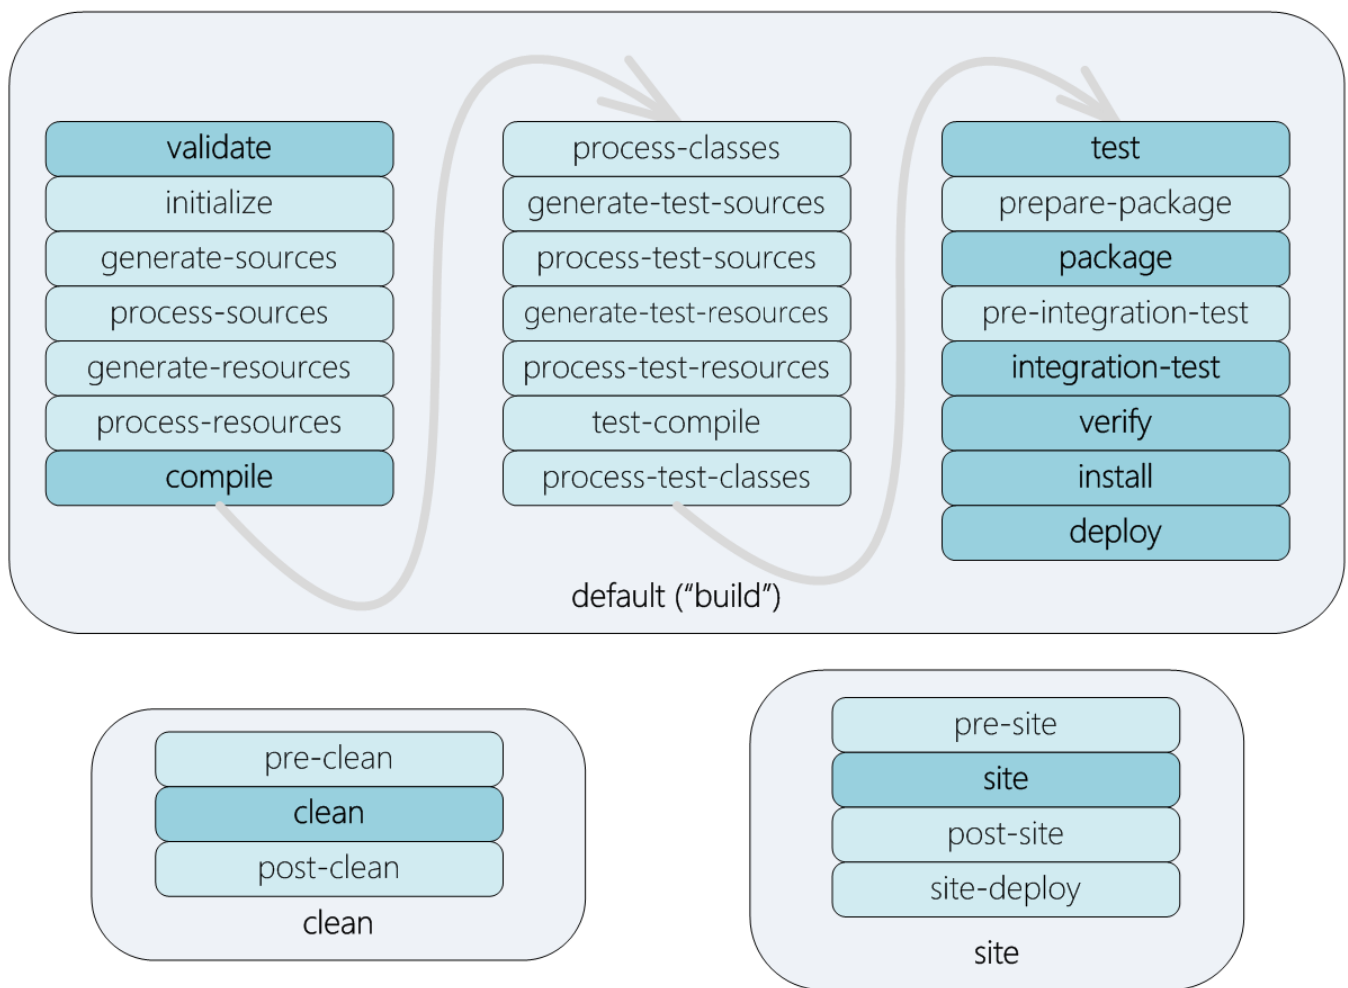 validate
initialize
generate-sources
process-sources
generate-resources
process-resources
compile
process-classes
generate-test-sources
process-test-sources
generate-test-resources
process-test-resources
test-compile
process-test-classes
test
prepare-package
package
pre-integration-test
integration-test
verify
install
deploy
default (“build”)
pre-clean
clean
post-clean
clean
pre-site
site
post-site
site-deploy
site